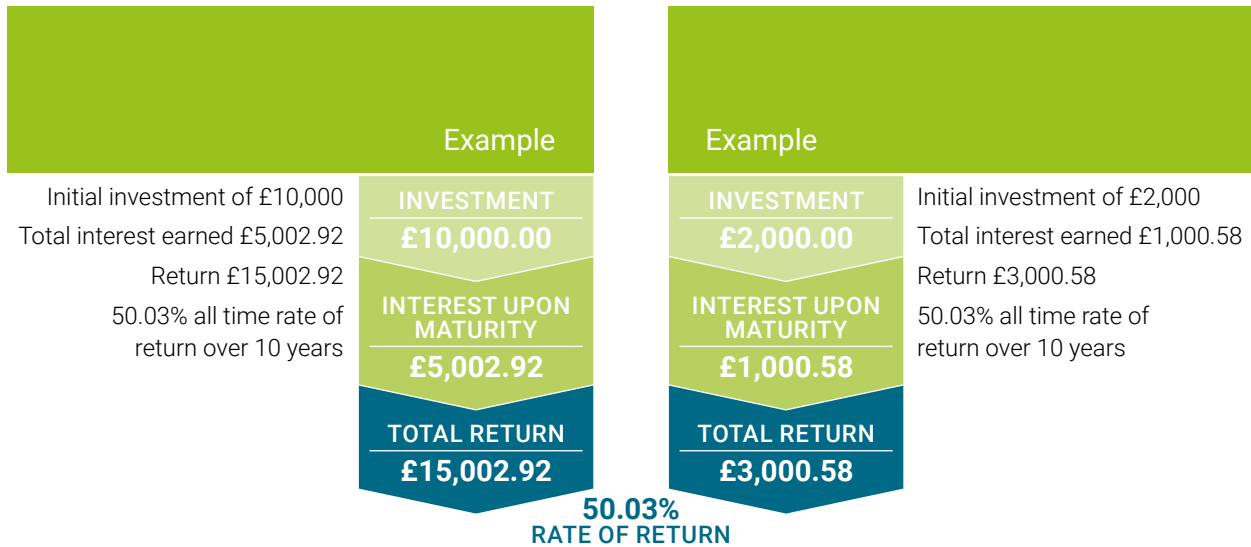 Example
Initial investment of £10,000
Total interest earned £5,002.92
Return £15,002.92
50.03% all time rate of
return over 10 years
INVESTMENT
£10,000.00
INTEREST UPON
MATURITY
£5,002.92
TOTAL RETURN
£15,002.92
Example
INVESTMENT
£2,000.00
INTEREST UPON
MATURITY
£1,000.58
TOTAL RETURN
£3,000.58
Initial investment of £2,000
Total interest earned £1,000.58
Return £3,000.58
50.03% all time rate of
return over 10 years
50.03%
RATE OF RETURN